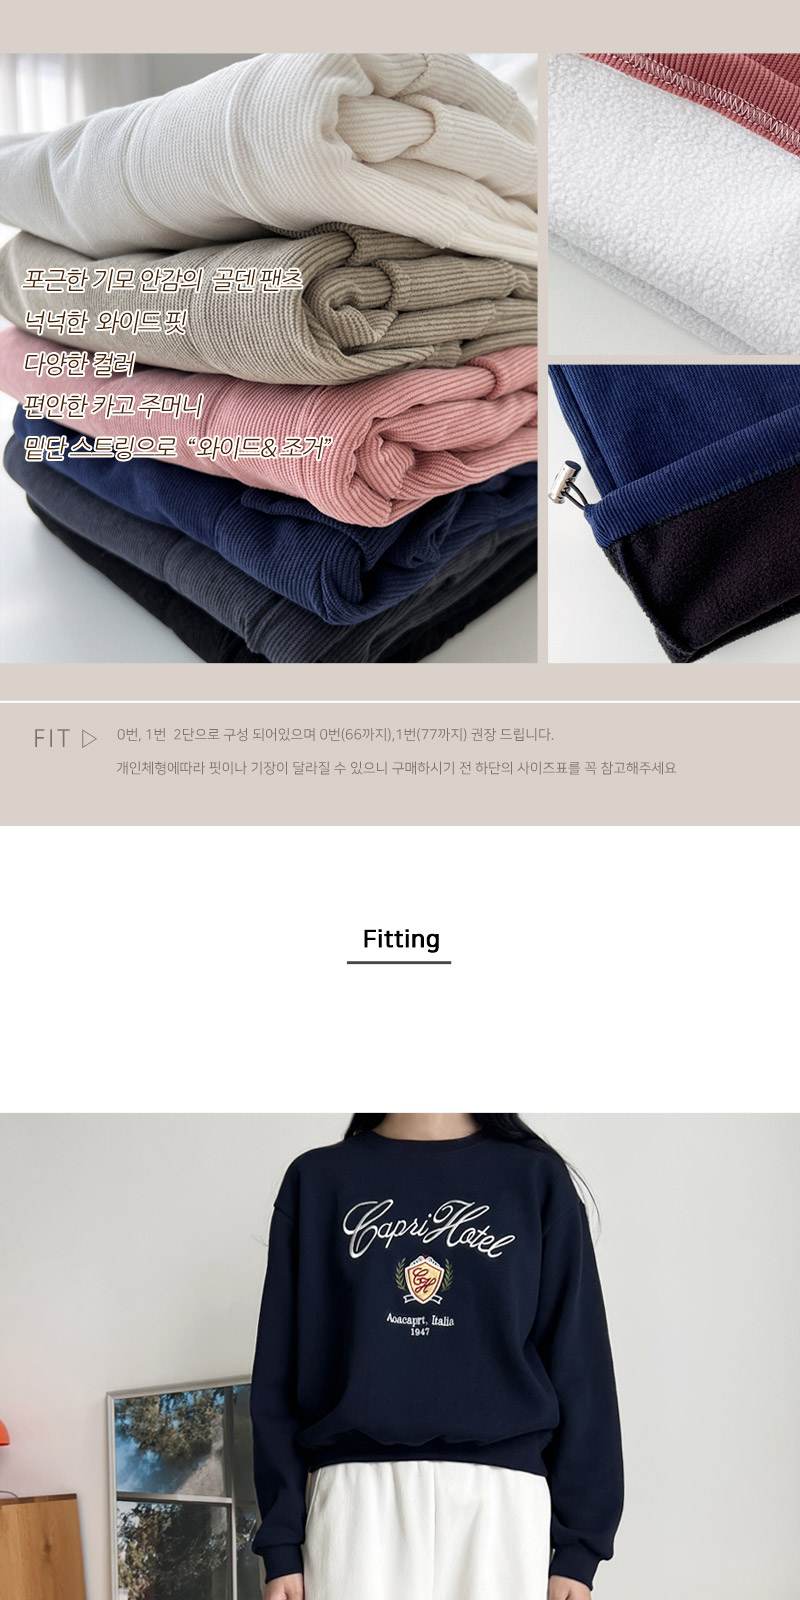 포근한 기모 안감의 골덴 팬츠
넉넉한 와이드 핏
다양한 컬러
편안한 카고 주머니
밑단 스트링으로 “와이드& 조거”
FIT ▷ 0번, 1번 2단으로 구성 되어있으며 0번(66까지),1번(77까지) 권장 드립니다.
개인체형에따라 핏이나 기장이 달라질 수 있으니 구매하시기 전 하단의 사이즈표를 꼭 참고해주세요
Fitting
Capri Hotel
CH
Aoacaprt, Italia
1947